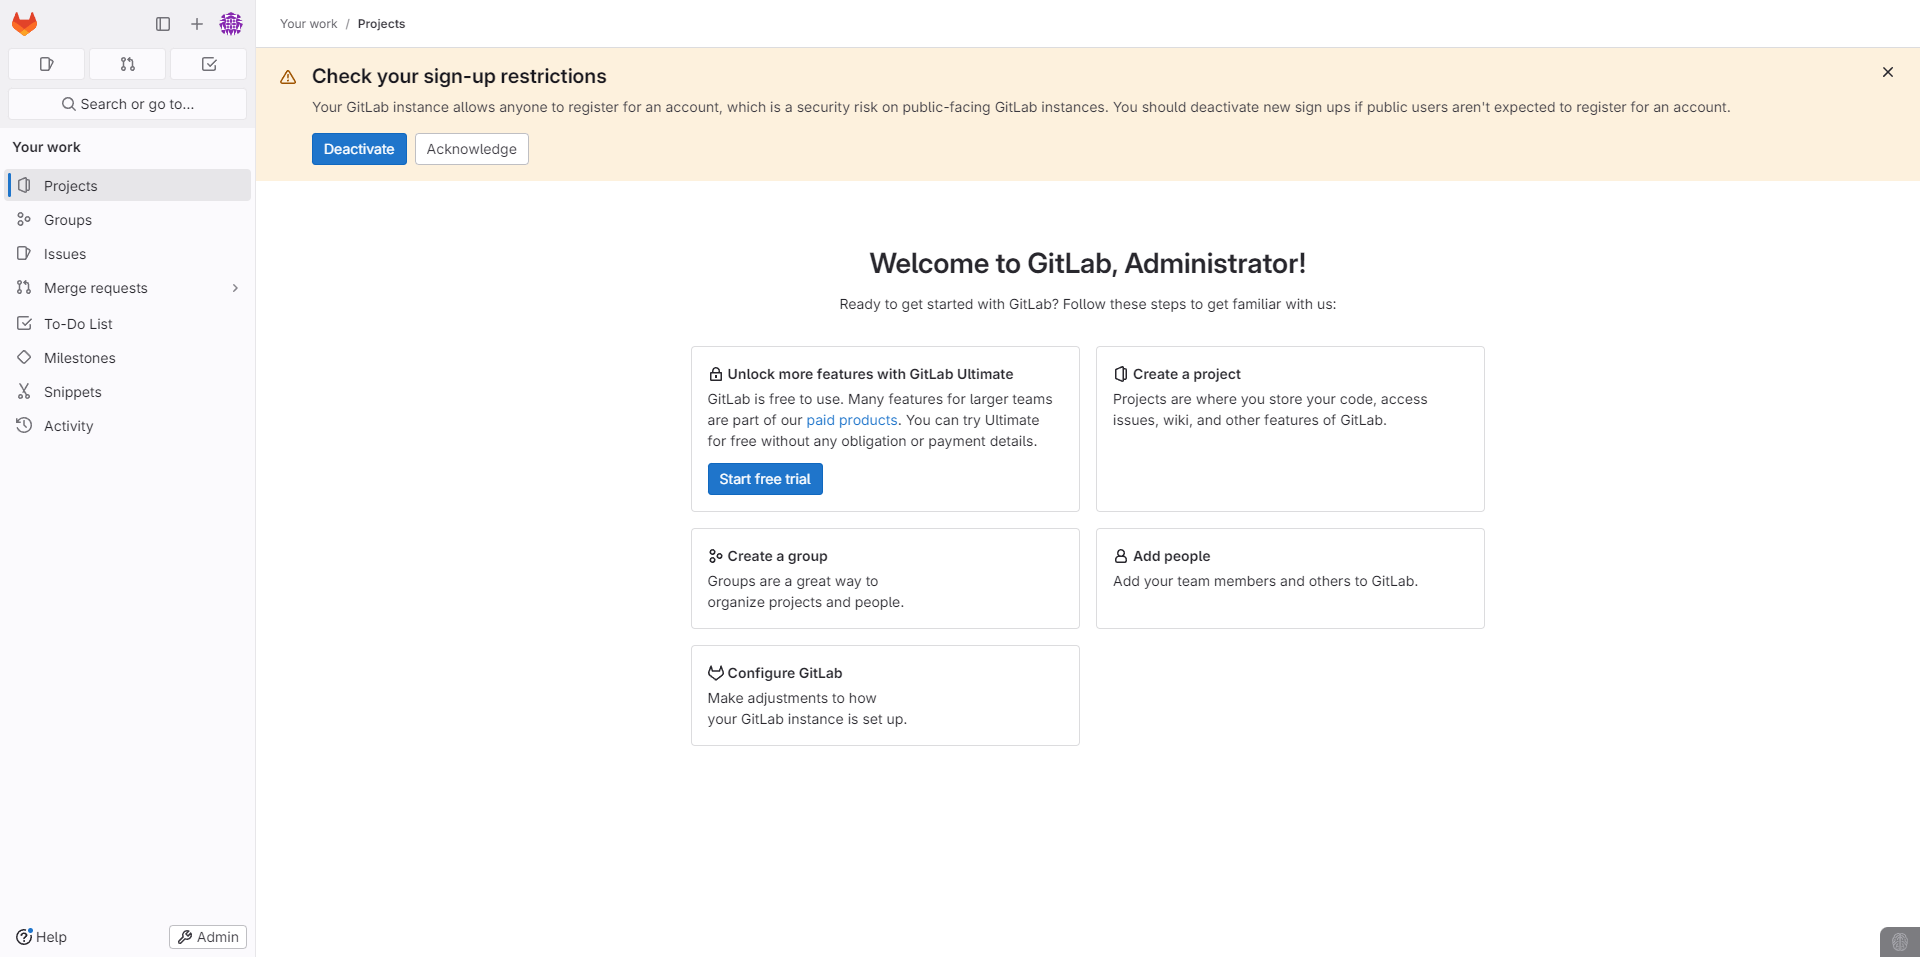 Your work / Projects
Search or go to...
Your work
Projects
Groups
Issues
Merge requests
To-Do List
Milestones
Snippets
Activity
Help
Admin
Check your sign-up restrictions
Your GitLab instance allows anyone to register for an account, which is a security risk on public-facing GitLab instances. You should deactivate new sign ups if public users aren't expected to register for an account.
Deactivate
Acknowledge
Welcome to GitLab, Administrator!
Ready to get started with GitLab? Follow these steps to get familiar with us:
Unlock more features with GitLab Ultimate
GitLab is free to use. Many features for larger teams
are part of our paid products. You can try Ultimate
for free without any obligation or payment details.
Start free trial
Create a project
Projects are where you store your code, access
issues, wiki, and other features of GitLab.
Create a group
Groups are a great way to
organize projects and people.
Add people
Add your team members and others to GitLab.
Configure GitLab
Make adjustments to how
your GitLab instance is set up.